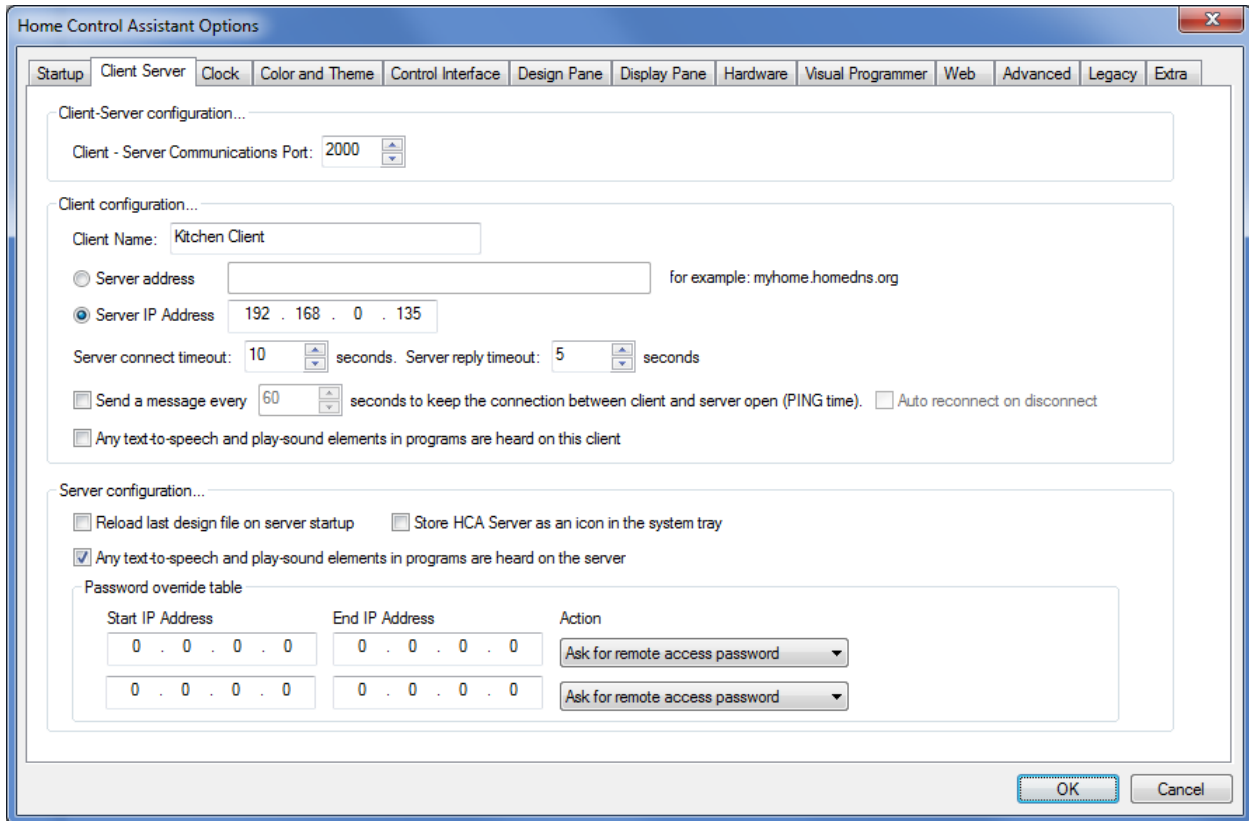 Home Control Assistant Options
Startup Client Server Clock Color and Theme Control Interface Design Pane Display Pane Hardware Visual Programmer Web Advanced Legacy Extra
Client-Server configuration...
Client - Server Communications Port: 2000
Client configuration...
Client Name: Kitchen Client
Server address for example: myhome.homedns.org
Server IP Address 192 . 168 . 0 . 135
Server connect timeout: 10 seconds. Server reply timeout: 5 seconds
Send a message every 60 seconds to keep the connection between client and server open (PING time). Auto reconnect on disconnect
Any text-to-speech and play-sound elements in programs are heard on this client
Server configuration...
Reload last design file on server startup Store HCA Server as an icon in the system tray
Any text-to-speech and play-sound elements in programs are heard on the server
Password override table
Start IP Address End IP Address Action
0 . 0 . 0 . 0 0 . 0 . 0 . 0 Ask for remote access password
0 . 0 . 0 . 0 0 . 0 . 0 . 0 Ask for remote access password
OK Cancel